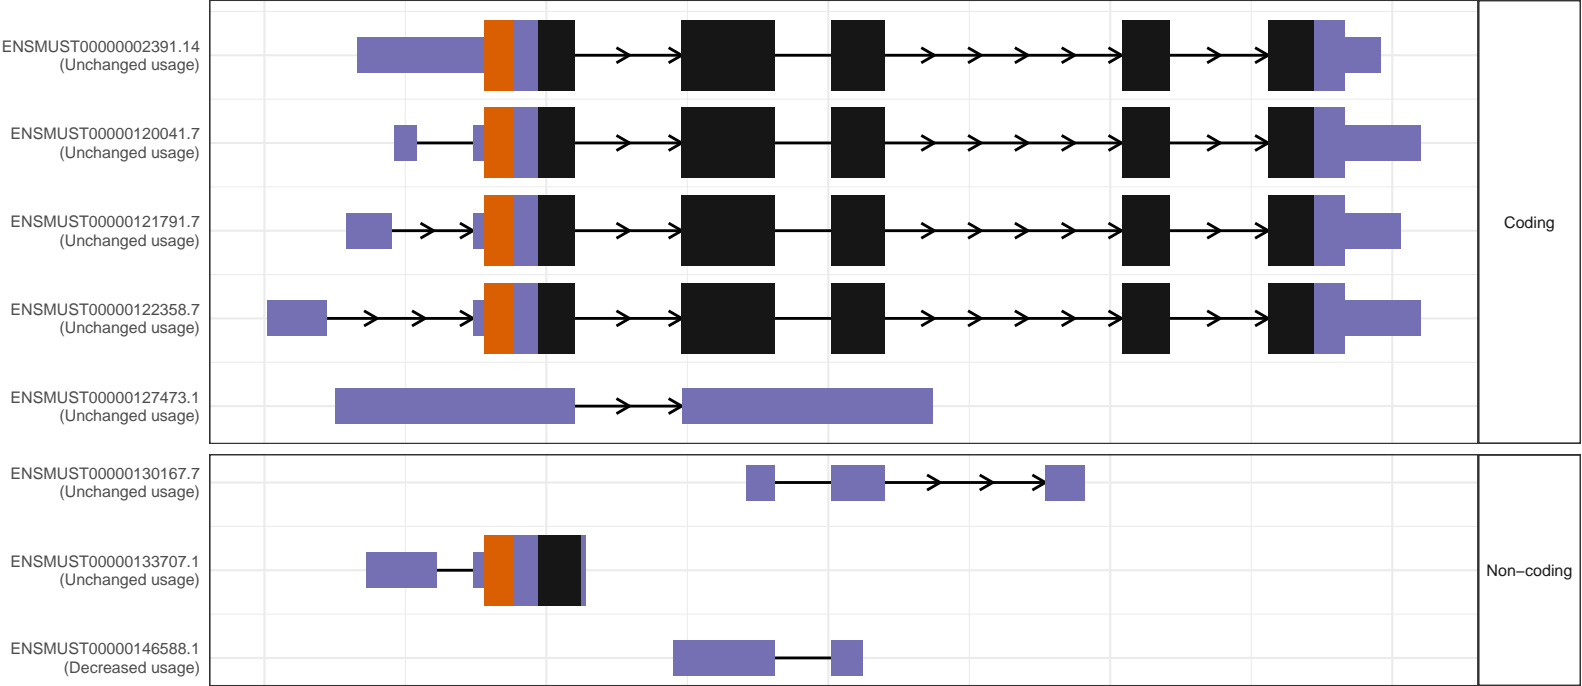 ENSMUST00000002391.14
(Unchanged usage)
ENSMUST00000120041.7
(Unchanged usage)
ENSMUST00000121791.7
(Unchanged usage)
Coding
ENSMUST00000122358.7
(Unchanged usage)
ENSMUST00000127473.1
(Unchanged usage)
ENSMUST00000130167.7
(Unchanged usage)
ENSMUST00000133707.1
(Unchanged usage)
Non−coding
ENSMUST00000146588.1
(Decreased usage)